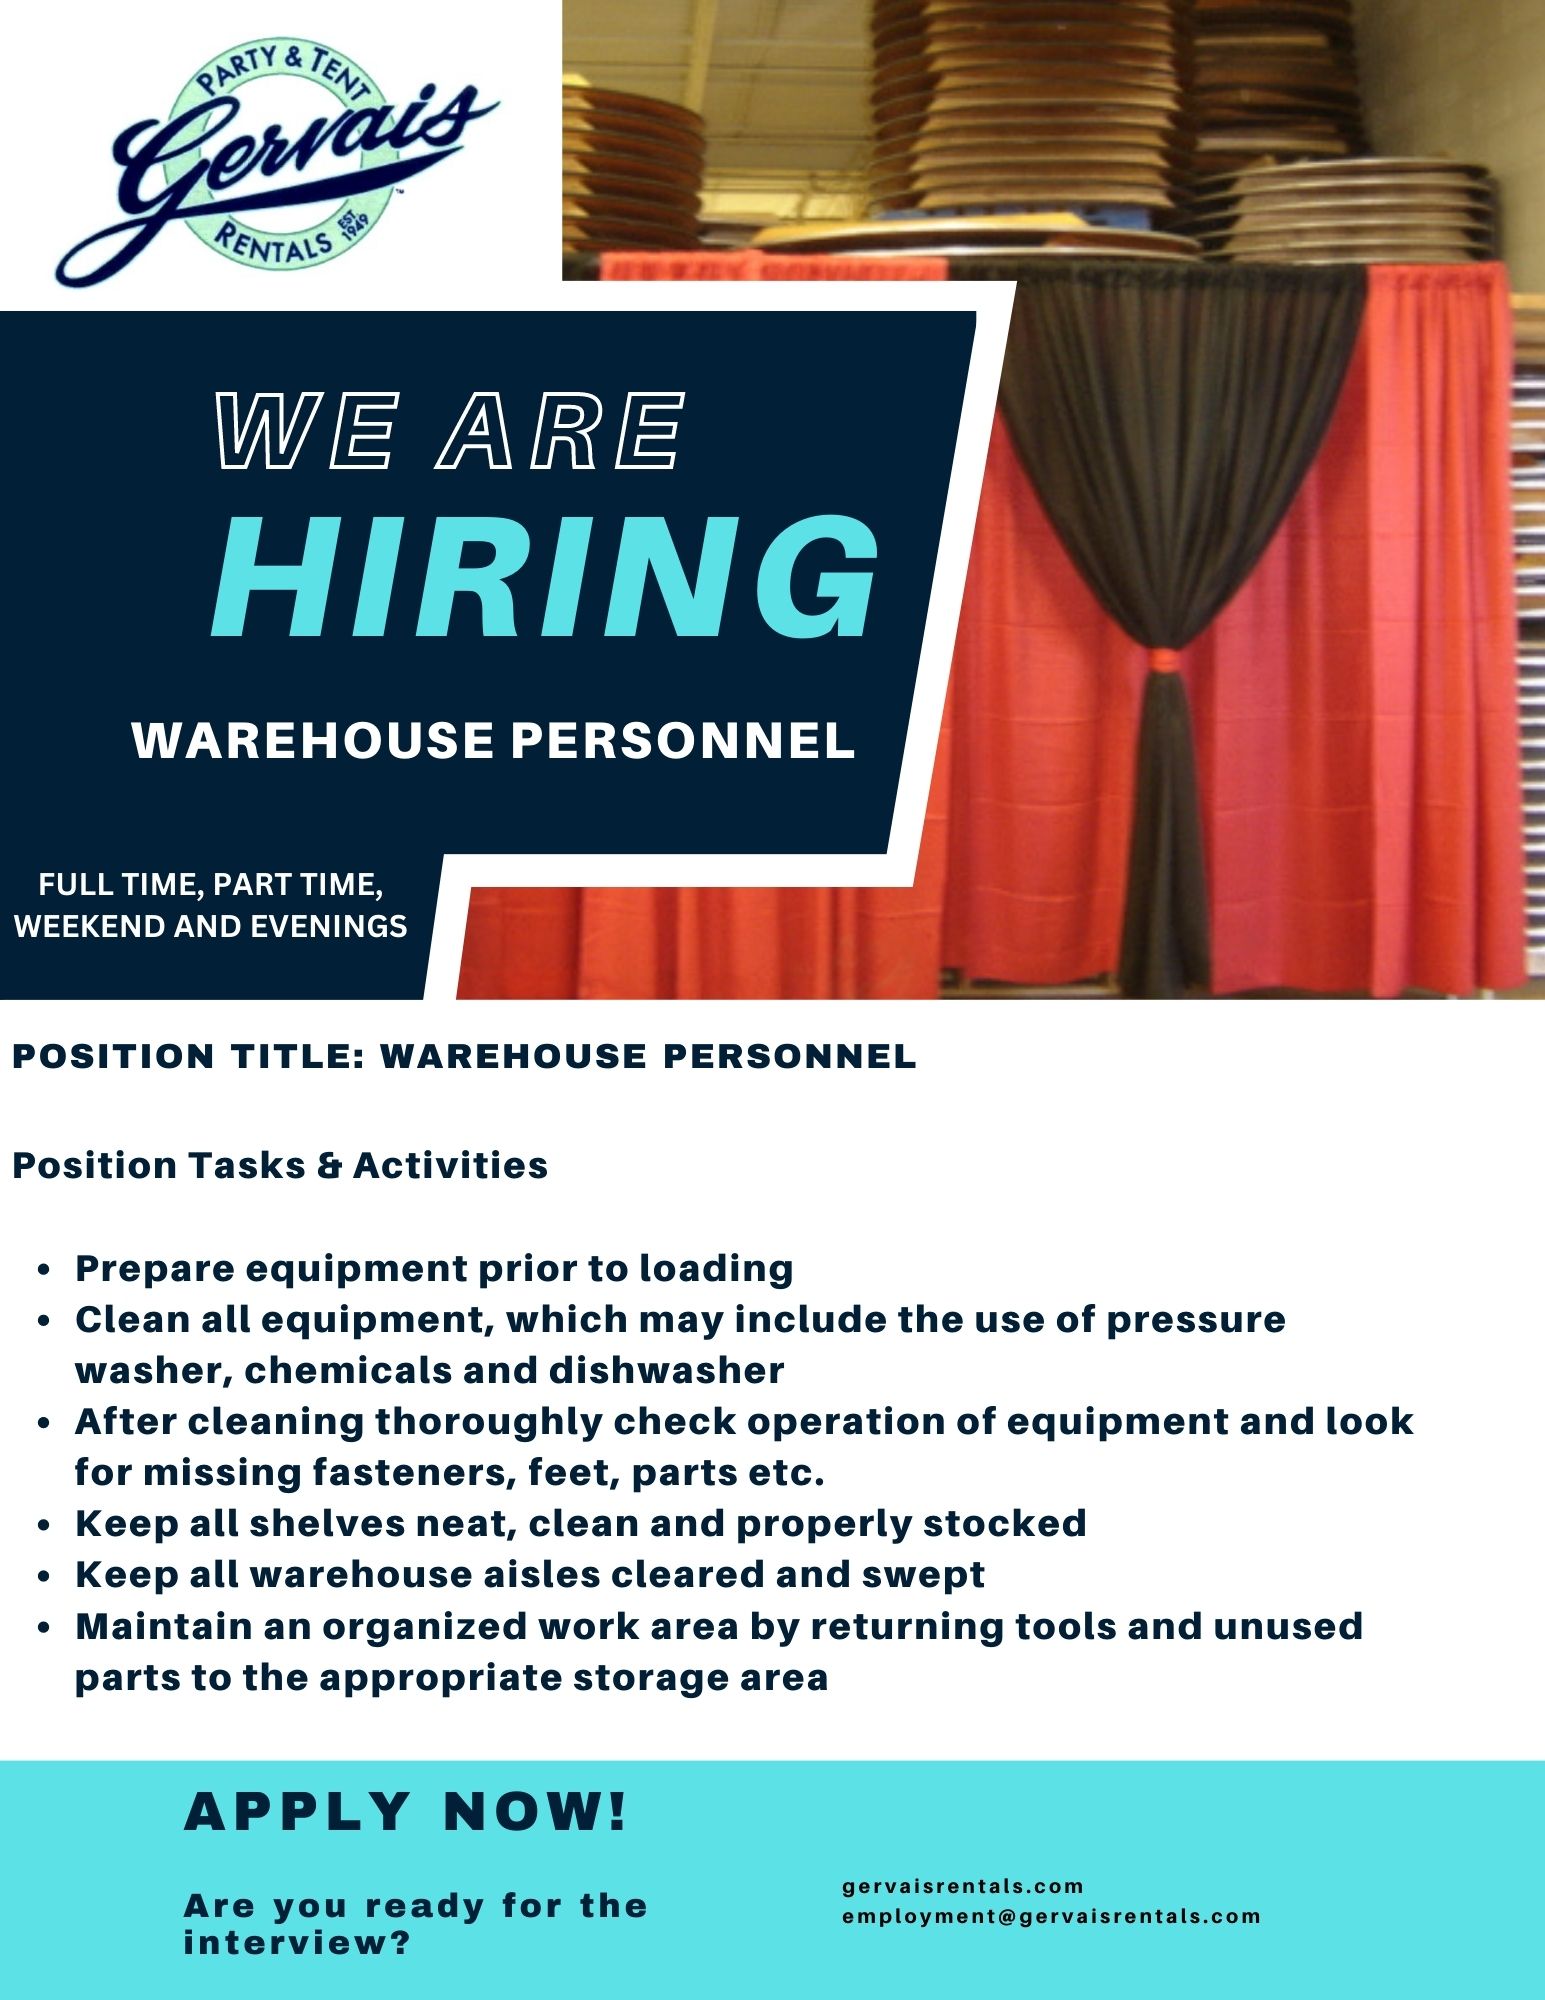 PARTY & TENT
Gervais
RENTALS
EST. 1949
™
WE ARE
HIRING
WAREHOUSE PERSONNEL
FULL TIME, PART TIME,
WEEKEND AND EVENINGS
POSITION TITLE: WAREHOUSE PERSONNEL
Position Tasks & Activities
• Prepare equipment prior to loading
• Clean all equipment, which may include the use of pressure
washer, chemicals and dishwasher
• After cleaning thoroughly check operation of equipment and look
for missing fasteners, feet, parts etc.
• Keep all shelves neat, clean and properly stocked
• Keep all warehouse aisles cleared and swept
• Maintain an organized work area by returning tools and unused
parts to the appropriate storage area
APPLY NOW!
Are you ready for the
interview?
gervaisrentals.com
employment@gervaisrentals.com